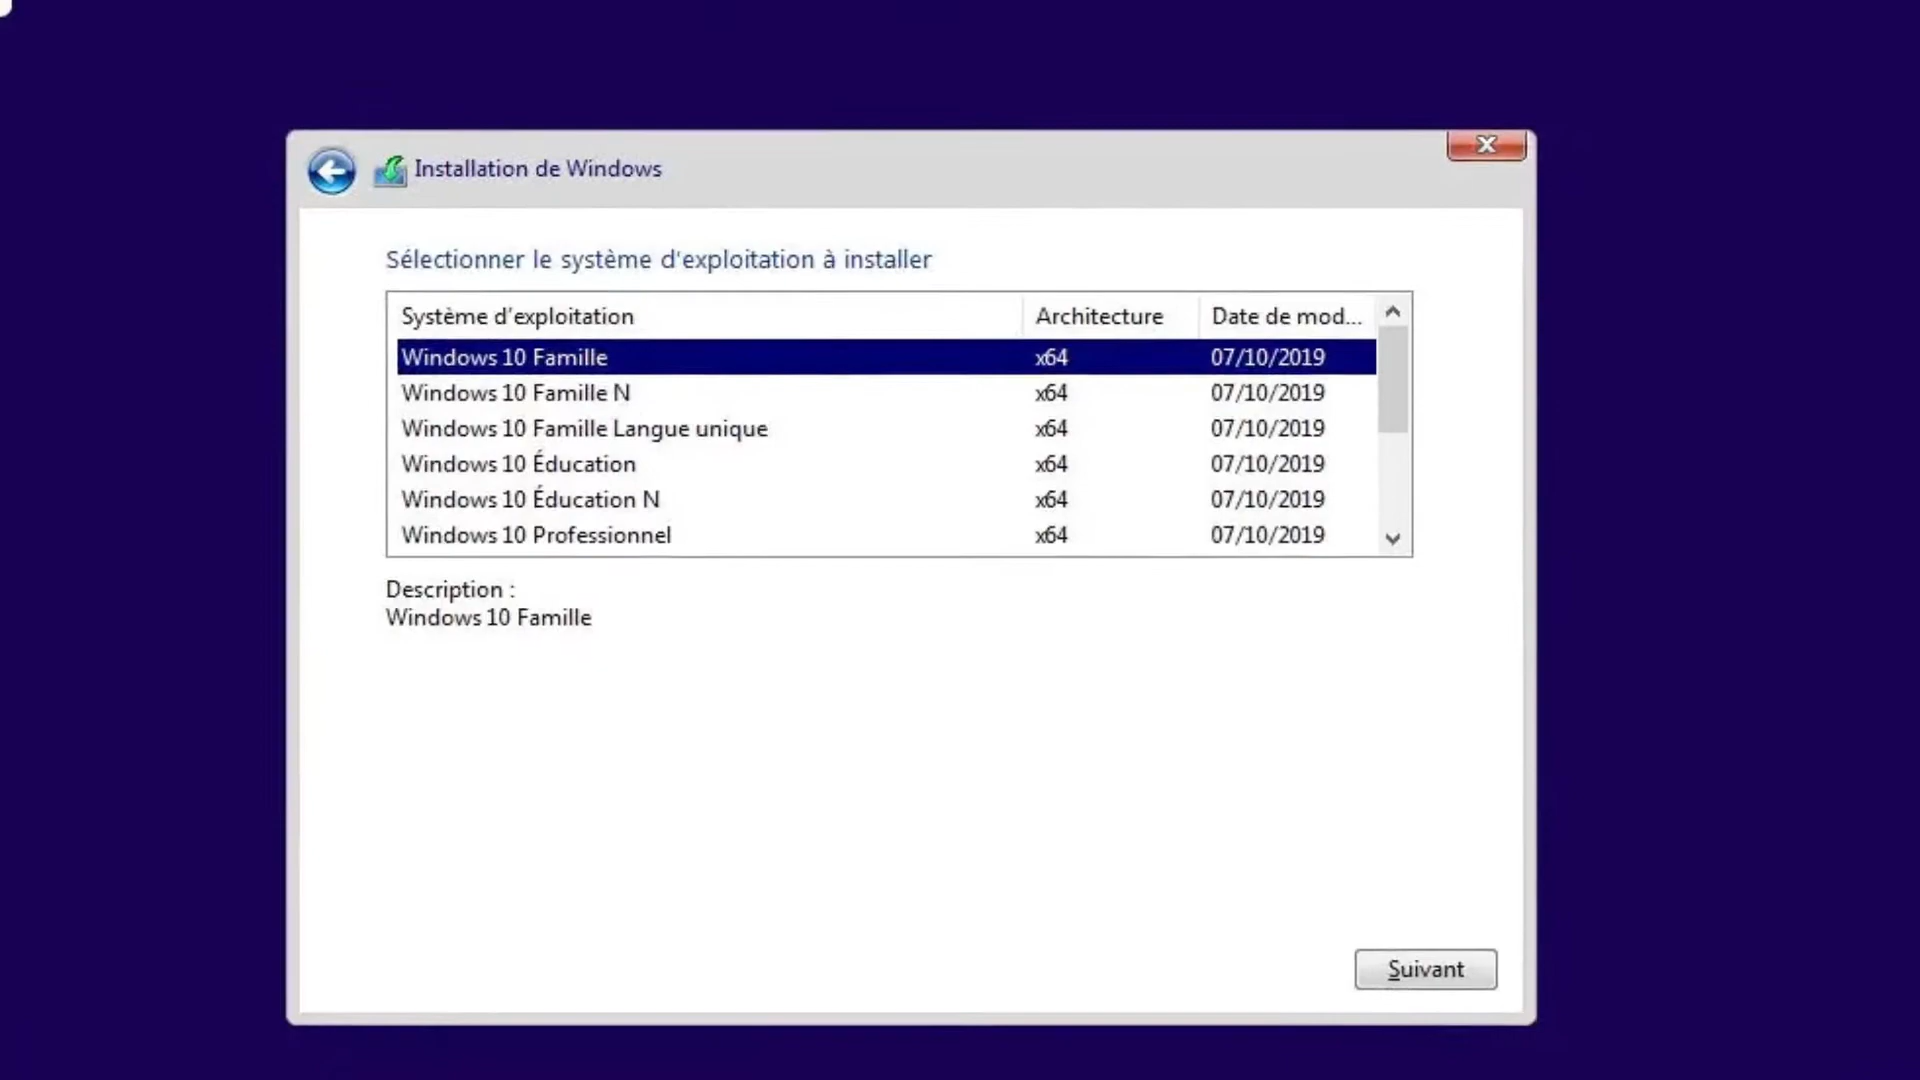 Installation de Windows
Sélectionner le système d'exploitation à installer
Système d'exploitation Architecture Date de mod...
Windows 10 Famille x64 07/10/2019
Windows 10 Famille N x64 07/10/2019
Windows 10 Famille Langue unique x64 07/10/2019
Windows 10 Éducation x64 07/10/2019
Windows 10 Éducation N x64 07/10/2019
Windows 10 Professionnel x64 07/10/2019
Description :
Windows 10 Famille
Suivant